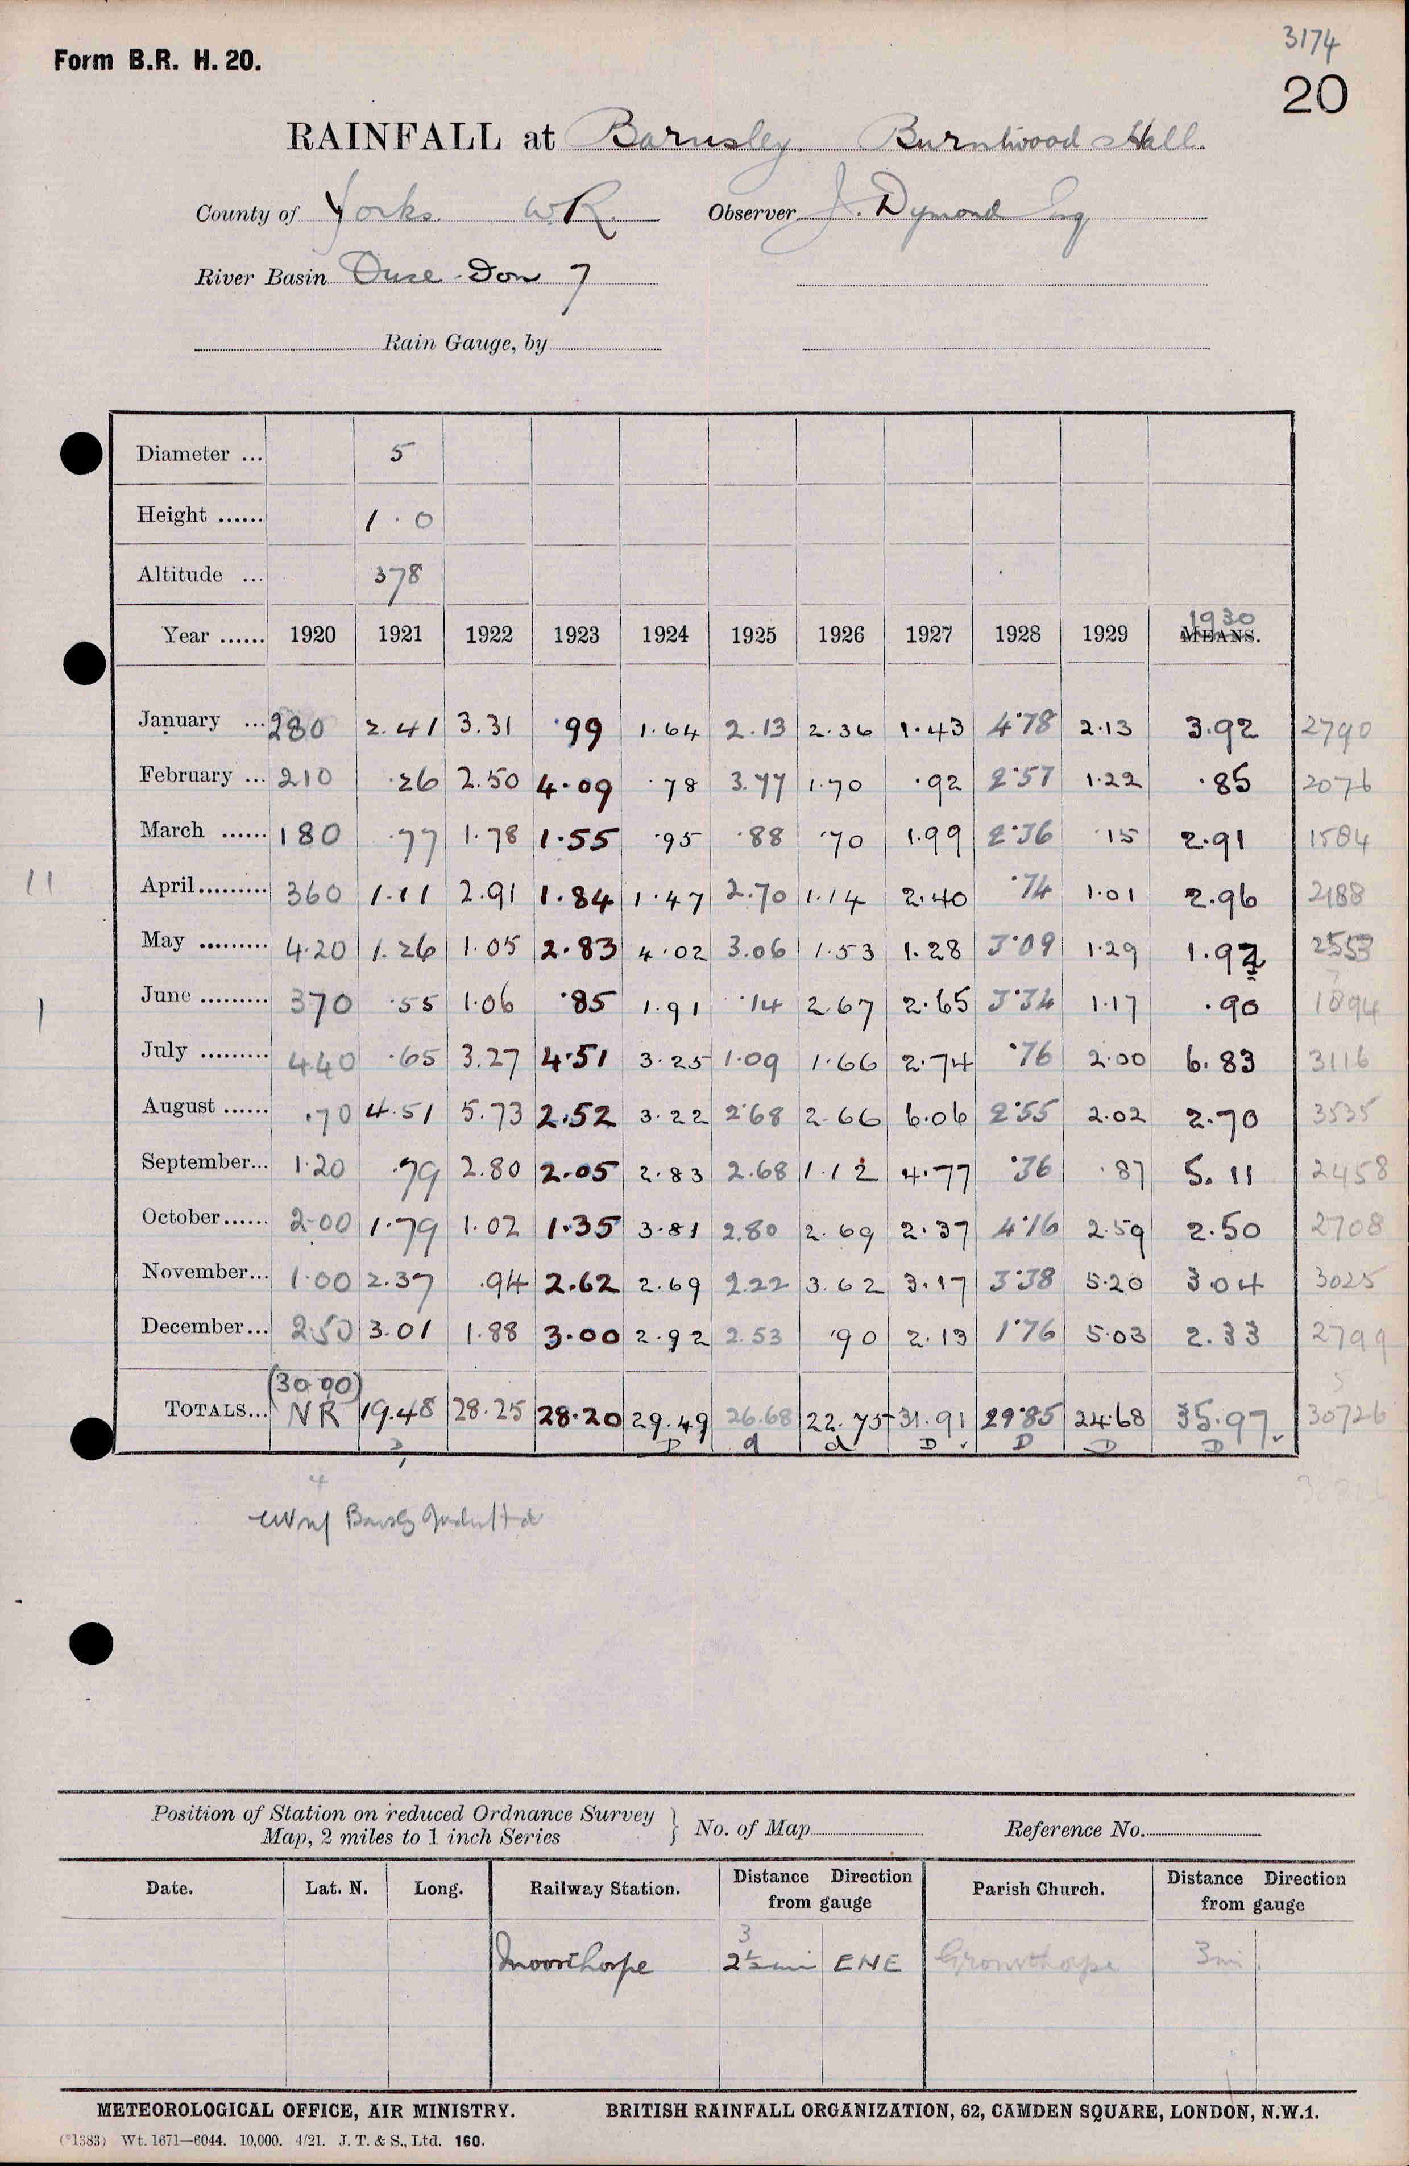 3174
Form B.R. H. 20.
20
RAINFALL at Barnsley. Burntwood Hall.
County of Yorks. W.R. Observer J. Dymond Esq
River Basin Ouse - Don 7
Rain Gauge, by
Diameter ... 5
Height ...... 1.0
Altitude ... 378
1930
Year ...... 1920 1921 1922 1923 1924 1925 1926 1927 1928 1929 MEANS.
January ... 280 2.41 3.31 .99 1.64 2.13 2.36 1.43 4.78 2.13 3.92 2790
February ... 210 .26 2.50 4.09 .78 3.77 1.70 .92 2.57 1.22 .85 2076
March ...... 180 .77 1.78 1.55 .95 .88 .70 1.99 2.36 .15 2.91 1584
April......... 360 1.11 2.91 1.84 1.47 2.70 1.14 2.40 .74 1.01 2.96 2188
May ......... 4.20 1.26 1.05 2.83 4.02 3.06 1.53 1.28 3.09 1.29 1.92 2553
June ......... 370 .55 1.06 .85 1.91 .14 2.67 2.65 3.34 1.17 .90 1894
July ......... 440 .65 3.27 4.51 3.25 1.09 1.66 2.74 .76 2.00 6.83 3116
August ...... .70 4.51 5.73 2.52 3.22 2.68 2.66 6.06 2.55 2.02 2.70 3535
September... 1.20 .79 2.80 2.05 2.83 2.68 1.12 4.77 .36 .87 5.11 2458
October...... 2.00 1.79 1.02 1.35 3.81 2.80 2.69 2.37 4.16 2.59 2.50 2708
November... 1.00 2.37 .94 2.62 2.69 2.22 3.62 3.17 3.38 5.20 3.04 3025
December... 2.50 3.01 1.88 3.00 2.92 2.53 .90 2.13 1.76 5.03 2.33 2799
(30.00)
TOTALS... NR 19.48 28.25 28.20 29.49 26.68 22.75 31.91 29.85 24.68 35.97 30726
D D d d D D D D
Position of Station on reduced Ordnance Survey
Map, 2 miles to 1 inch Series } No. of Map Reference No.
Date. Lat. N. Long. Railway Station. Distance Direction from gauge Parish Church. Distance Direction from gauge
3
Moorthorpe 2½ mi ENE 3 mi
METEOROLOGICAL OFFICE, AIR MINISTRY. BRITISH RAINFALL ORGANIZATION, 62, CAMDEN SQUARE, LONDON, N.W.1.
(*1383) Wt. 1671—6044. 10,000. 4/21. J. T. & S., Ltd. 160.